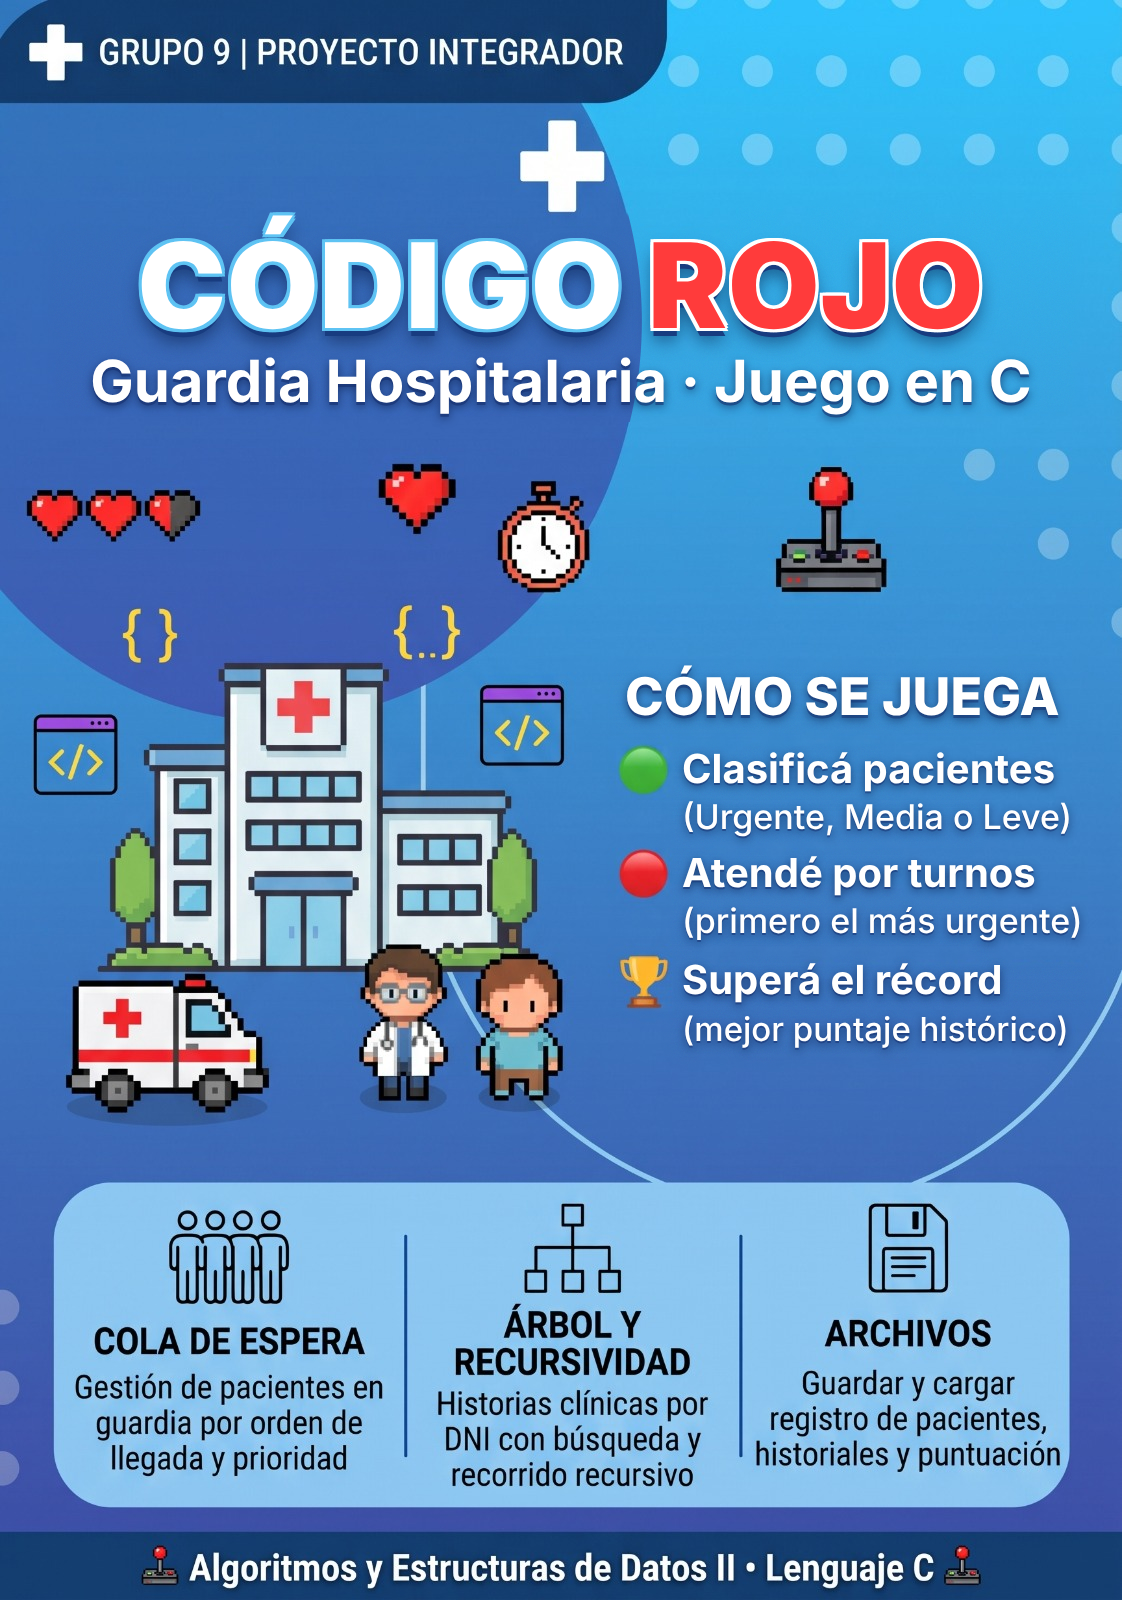 GRUPO 9 | PROYECTO INTEGRADOR
CÓDIGO ROJO
Guardia Hospitalaria · Juego en C
{ }
{..}
</>
</>
CÓMO SE JUEGA
Clasificá pacientes
(Urgente, Media o Leve)
Atendé por turnos
(primero el más urgente)
Superá el récord
(mejor puntaje histórico)
COLA DE ESPERA
Gestión de pacientes en
guardia por orden de
llegada y prioridad
ÁRBOL Y
RECURSIVIDAD
Historias clínicas por
DNI con búsqueda y
recorrido recursivo
ARCHIVOS
Guardar y cargar
registro de pacientes,
historiales y puntuación
Algoritmos y Estructuras de Datos II • Lenguaje C